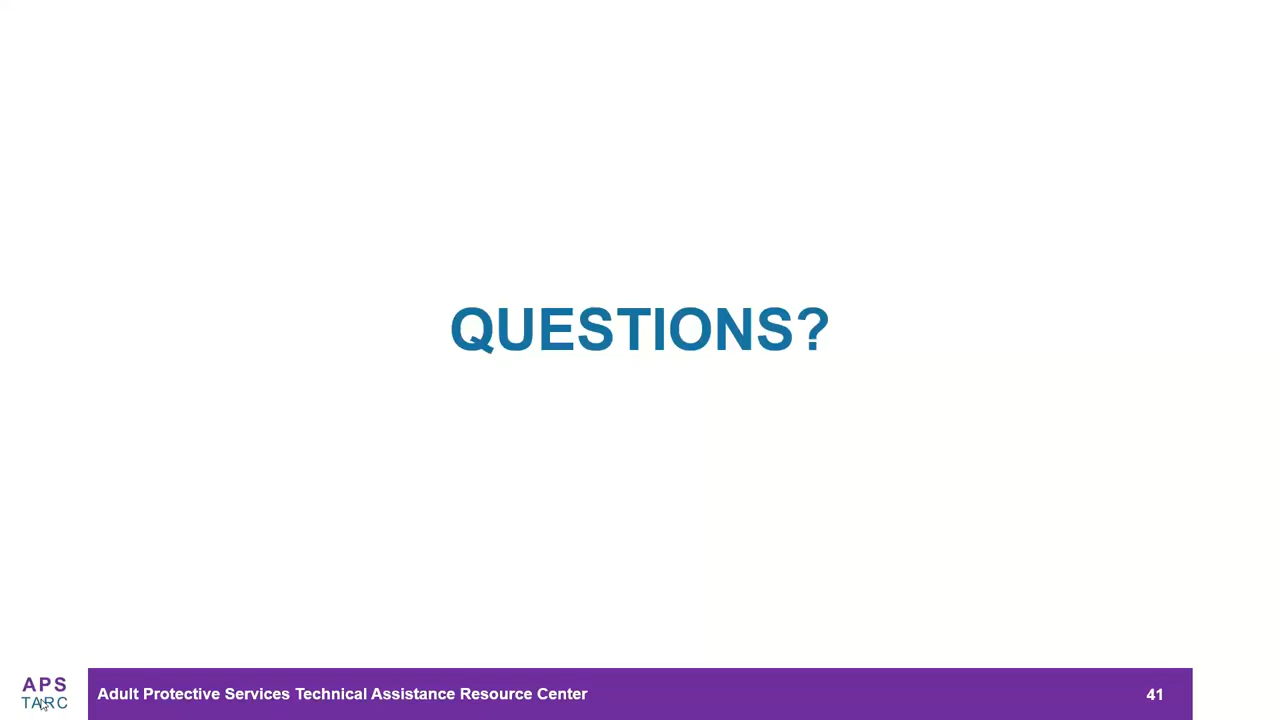 QUESTIONS?
APS
TARC
Adult Protective Services Technical Assistance Resource Center
41